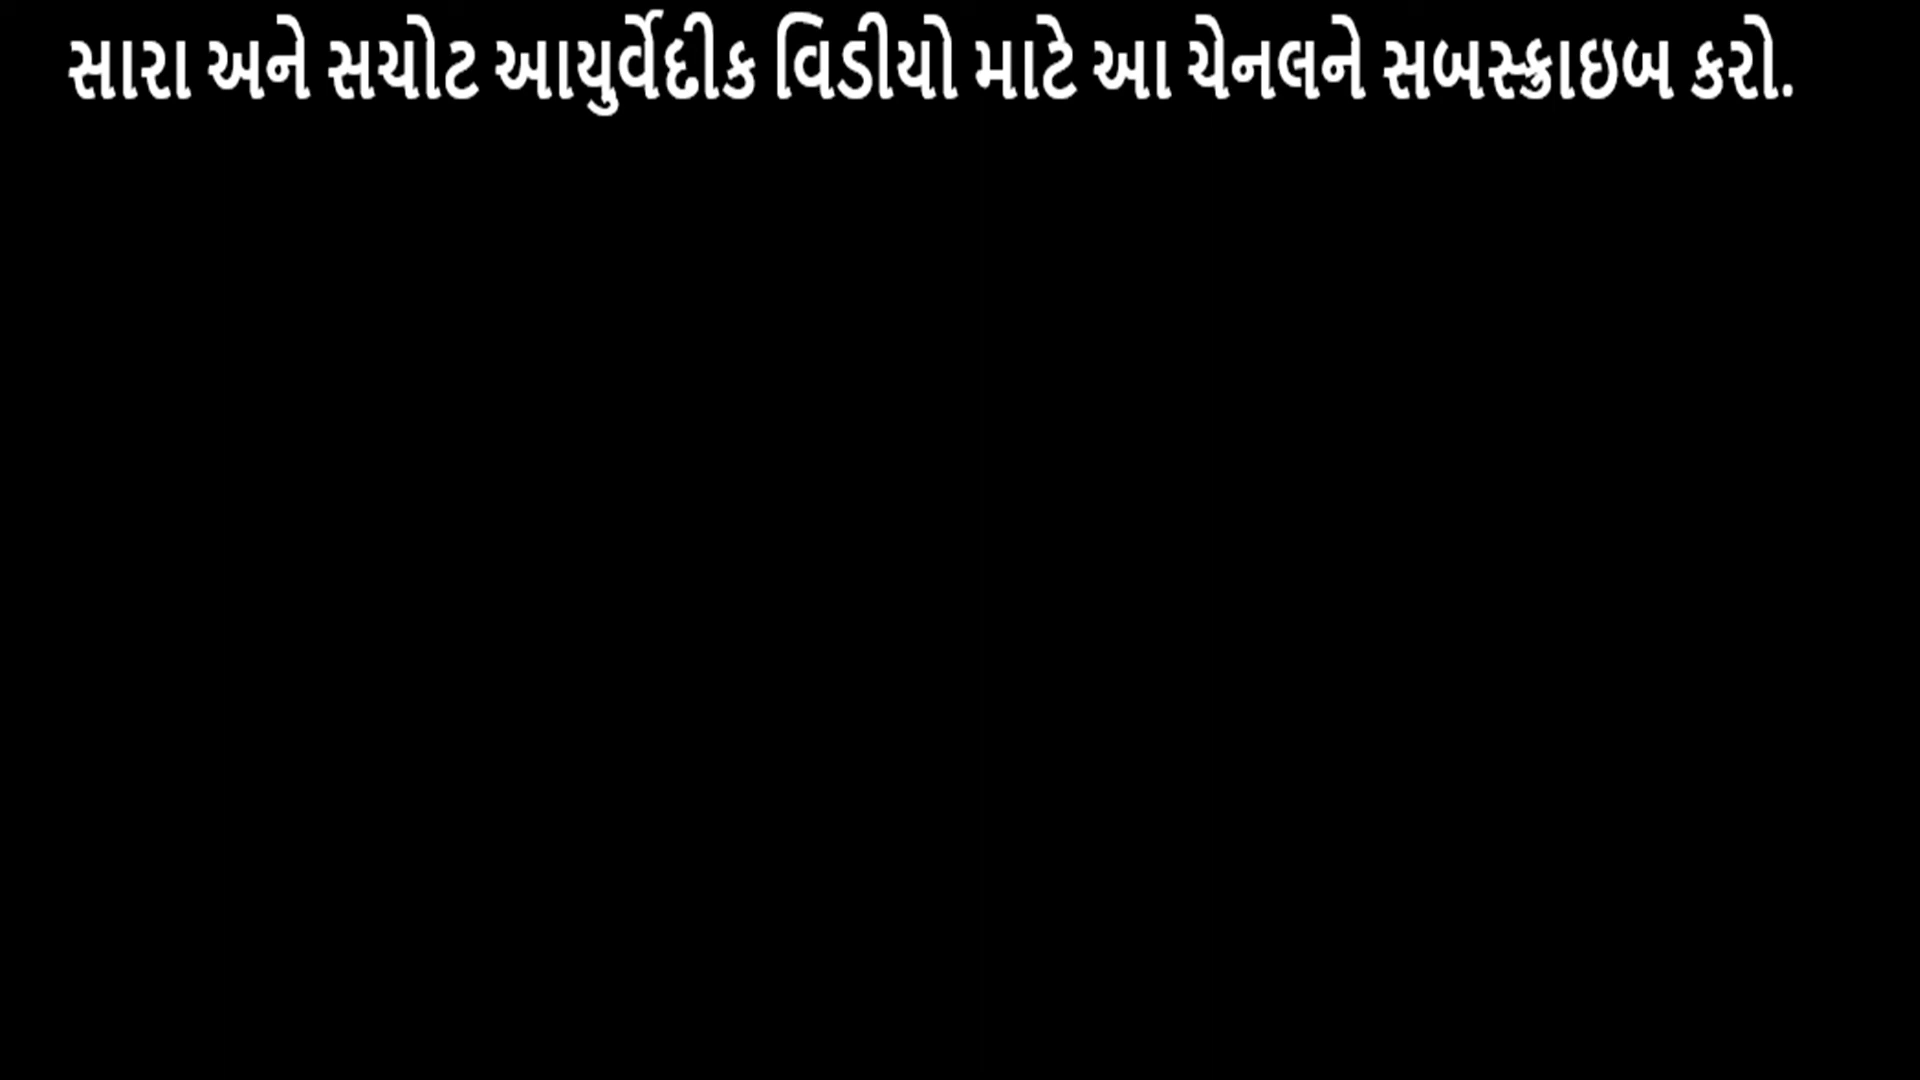 સારા અને સચોટ આયુર્વેદીક વિડીયો માટે આ ચેનલને સબસ્ક્રાઇબ કરો.